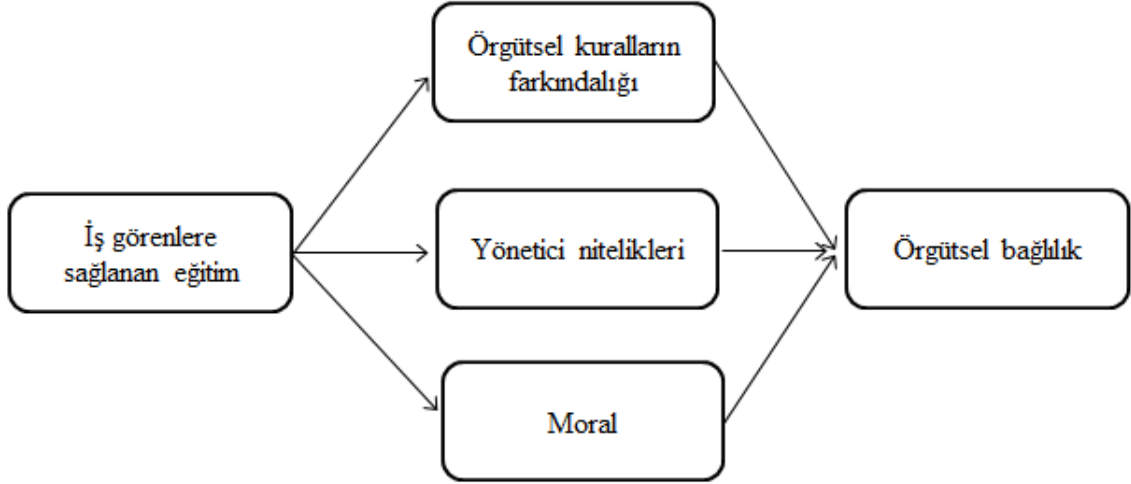 Örgütsel kuralların
farkındalığı
İş görenlere
sağlanan eğitim
Yönetici nitelikleri
Örgütsel bağlılık
Moral